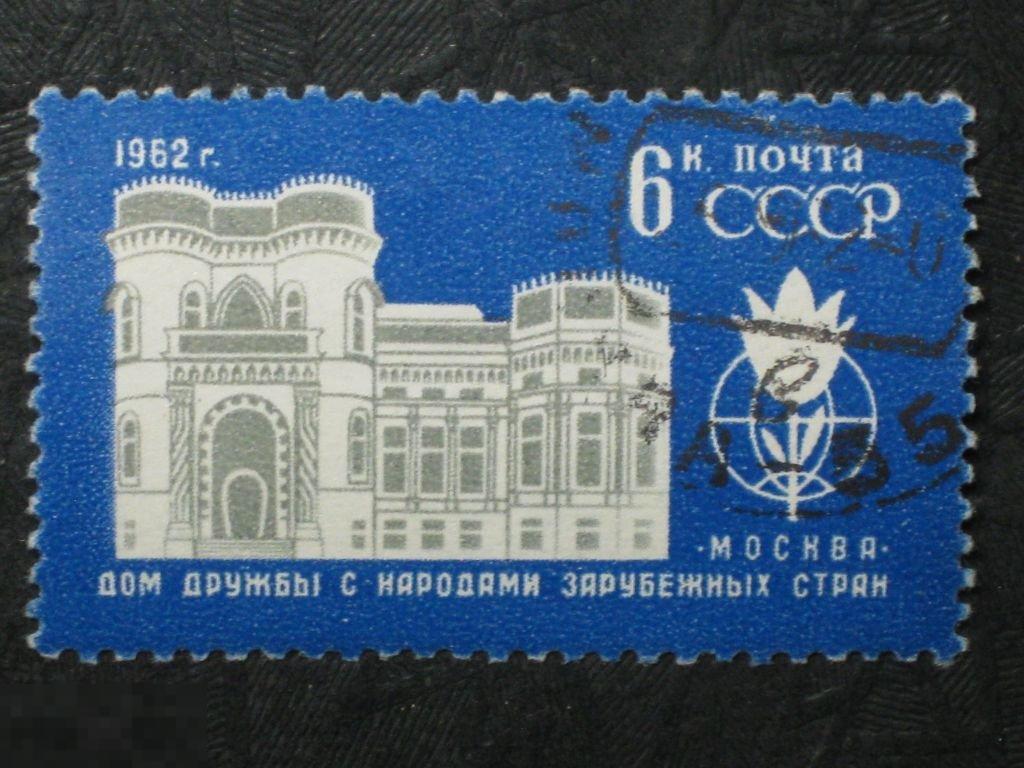 1962 г.
6 к. почта
СССР
·МОСКВА·
ДОМ ДРУЖБЫ С НАРОДАМИ ЗАРУБЕЖНЫХ СТРАН